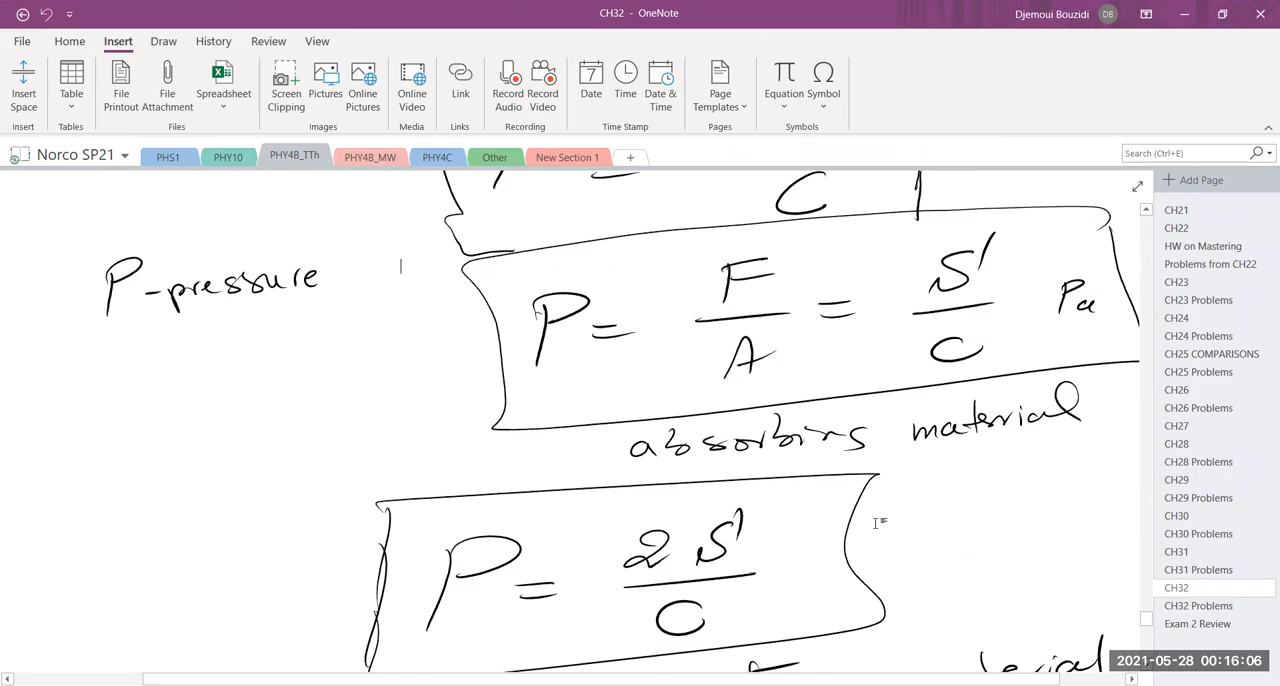 CH32 - OneNote
Djemoui Bouzidi DB
File Home Insert Draw History Review View
Insert Space
Table
File Printout
File Attachment
Spreadsheet
Screen Clipping
Pictures
Online Pictures
Online Video
Link
Record Audio
Record Video
Date
Time
Date & Time
Page Templates
Equation
Symbol
Insert Tables Files Images Media Links Recording Time Stamp Pages Symbols
Norco SP21 PHS1 PHY10 PHY4B_TTh PHY4B_MW PHY4C Other New Section 1 +
Search (Ctrl+E)
Add Page
CH21
CH22
HW on Mastering
Problems from CH22
CH23
CH23 Problems
CH24
CH24 Problems
CH25 COMPARISONS
CH25 Problems
CH26
CH26 Problems
CH27
CH28
CH28 Problems
CH29
CH29 Problems
CH30
CH30 Problems
CH31
CH31 Problems
CH32
CH32 Problems
Exam 2 Review
C
P-pressure
P = F/A = S/C Pa
absorbing material
P = 2S/C
2021-05-28 00:16:06